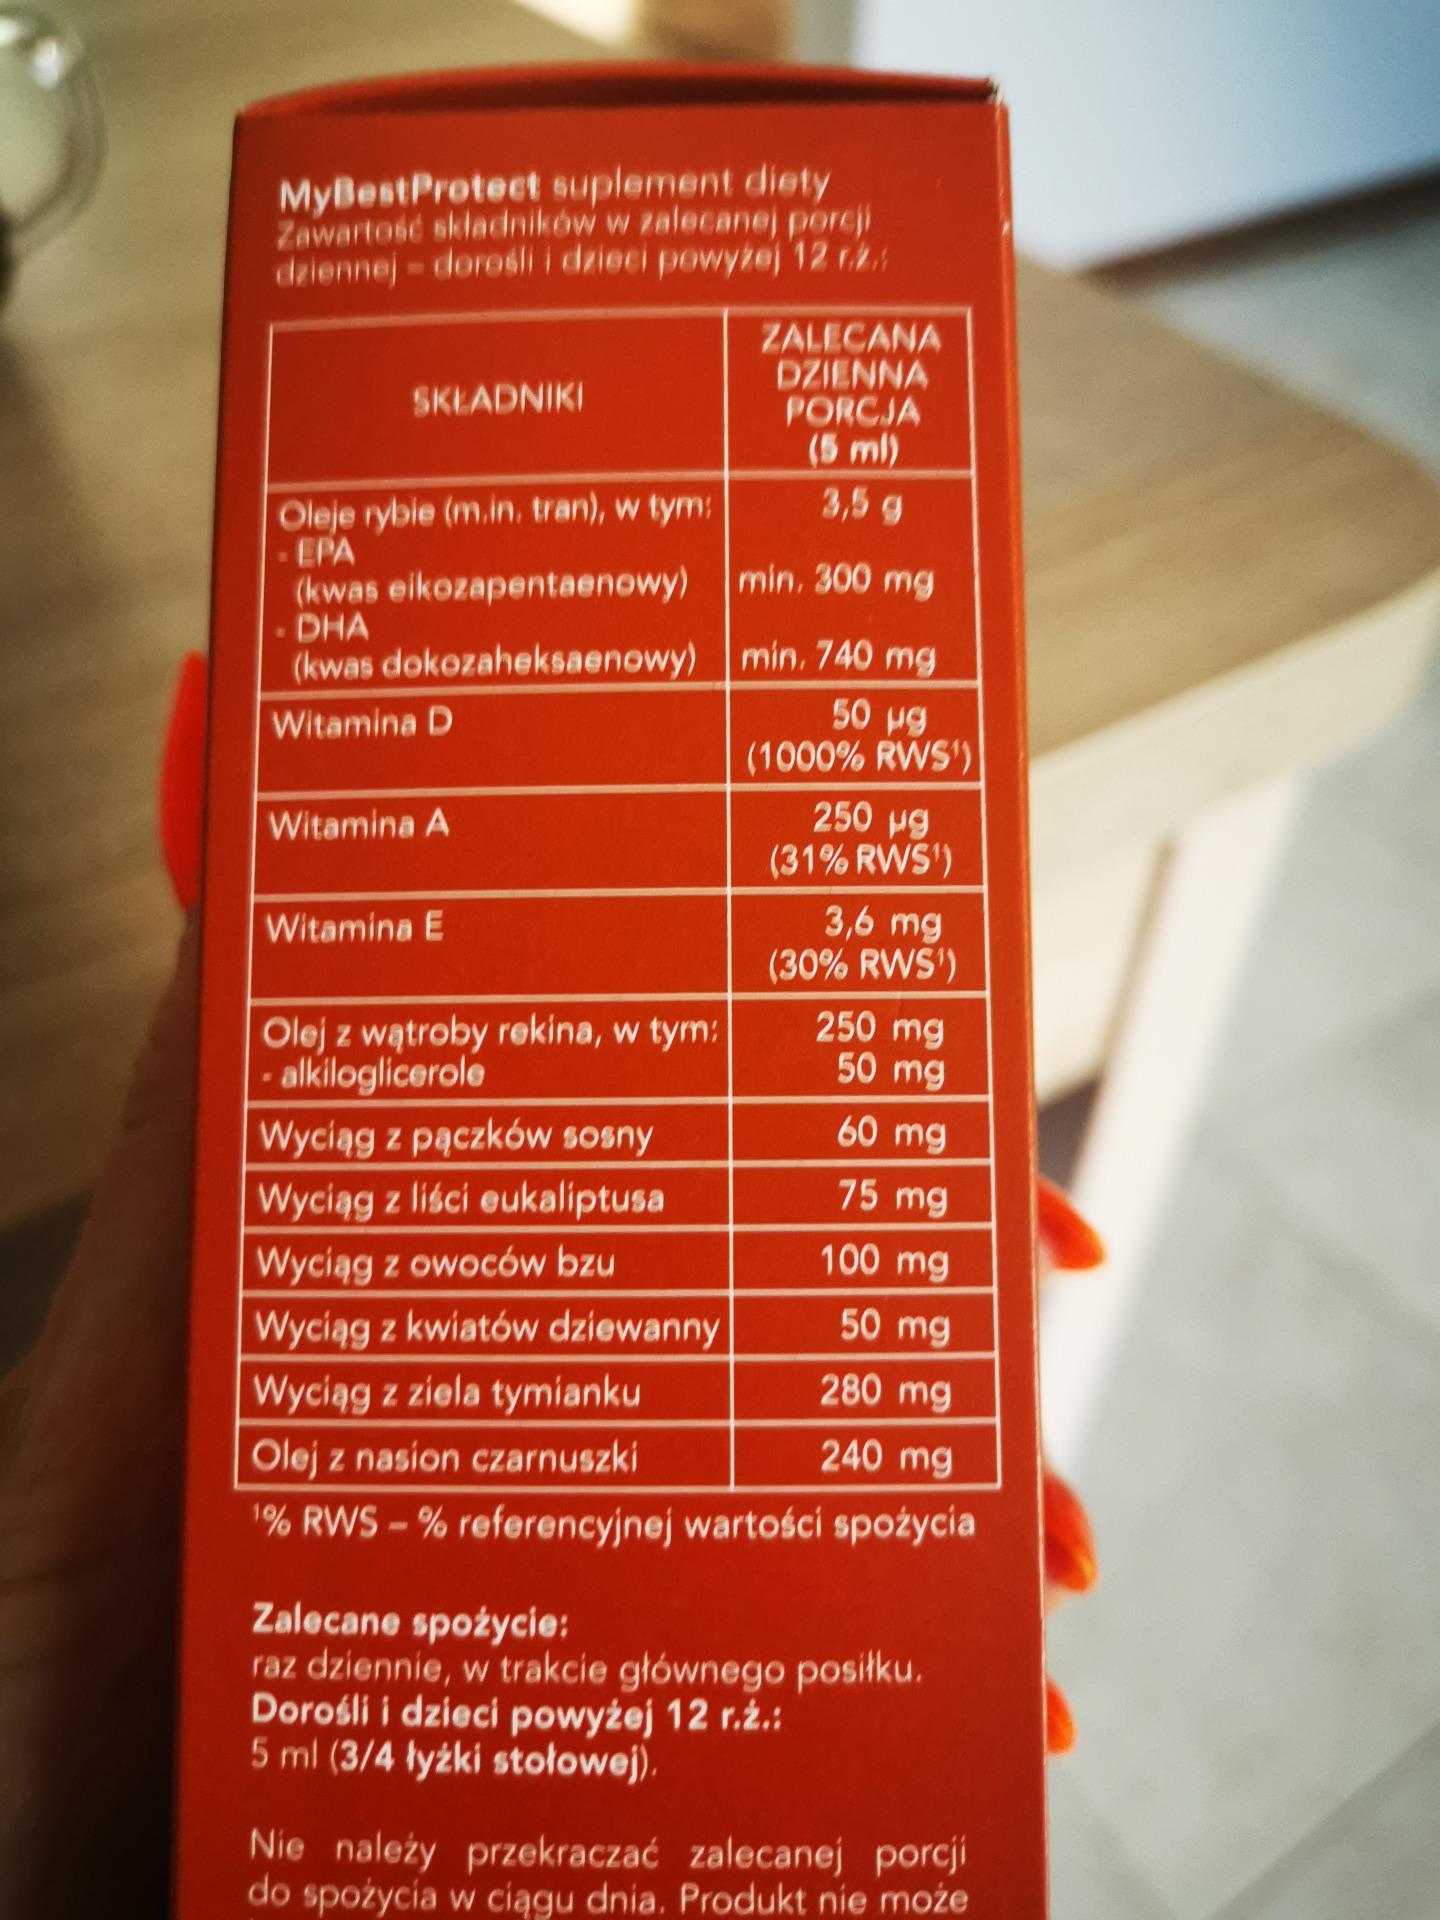 MyBestProtect suplement diety
Zawartość składników w zalecanej porcji
dziennej – dorośli i dzieci powyżej 12 r.ż.:
SKŁADNIKI
ZALECANA
DZIENNA
PORCJA
(5 ml)
Oleje rybie (m.in. tran), w tym: 3,5 g
- EPA
(kwas eikozapentaenowy) min. 300 mg
- DHA
(kwas dokozaheksaenowy) min. 740 mg
Witamina D 50 µg
(1000% RWS¹)
Witamina A 250 µg
(31% RWS¹)
Witamina E 3,6 mg
(30% RWS¹)
Olej z wątroby rekina, w tym: 250 mg
- alkiloglicerole 50 mg
Wyciąg z pączków sosny 60 mg
Wyciąg z liści eukaliptusa 75 mg
Wyciąg z owoców bzu 100 mg
Wyciąg z kwiatów dziewanny 50 mg
Wyciąg z ziela tymianku 280 mg
Olej z nasion czarnuszki 240 mg
¹% RWS – % referencyjnej wartości spożycia
Zalecane spożycie:
raz dziennie, w trakcie głównego posiłku.
Dorośli i dzieci powyżej 12 r.ż.:
5 ml (3/4 łyżki stołowej).
Nie należy przekraczać zalecanej porcji
do spożycia w ciągu dnia. Produkt nie może